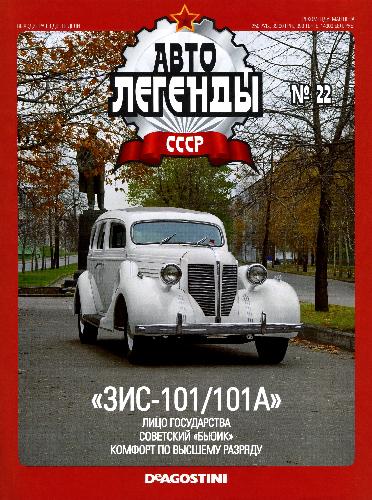 АВТО
ЛЕГЕНДЫ
СССР
№ 22
«ЗИС-101/101А»
ЛИЦО ГОСУДАРСТВА
СОВЕТСКИЙ «БЬЮИК»
КОМФОРТ ПО ВЫСШЕМУ РАЗРЯДУ
DEAGOSTINI